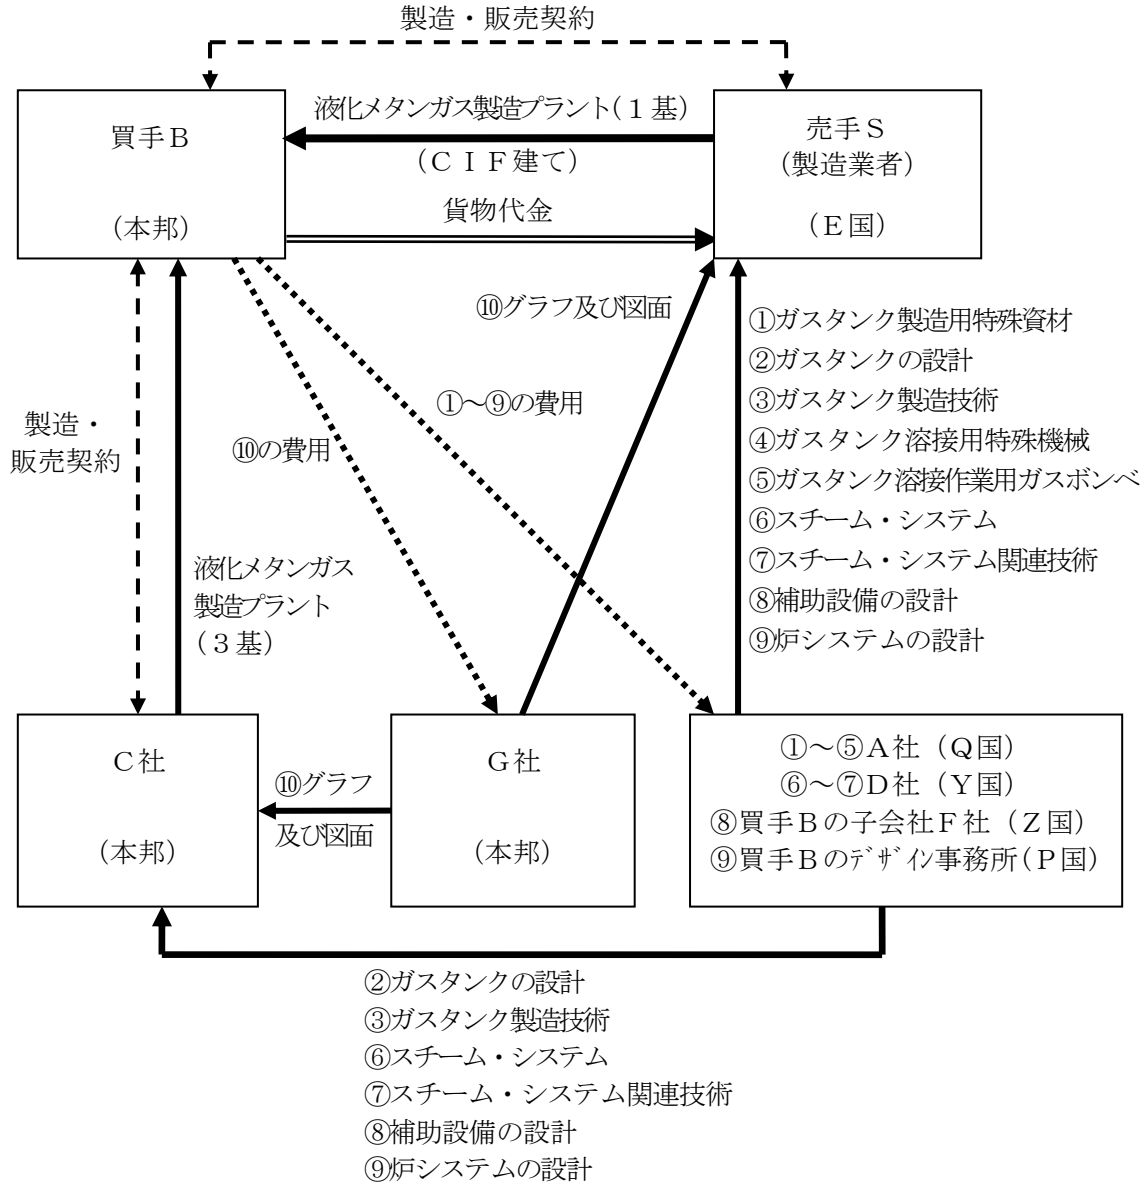 製造・販売契約
買手Ｂ
（本邦）
液化メタンガス製造プラント（１基）
（ＣＩＦ建て）
貨物代金
売手Ｓ
（製造業者）
（Ｅ国）
⑩グラフ及び図面
①～⑨の費用
⑩の費用
製造・
販売契約
液化メタンガス
製造プラント
（３基）
①ガスタンク製造用特殊資材
②ガスタンクの設計
③ガスタンク製造技術
④ガスタンク溶接用特殊機械
⑤ガスタンク溶接作業用ガスボンベ
⑥スチーム・システム
⑦スチーム・システム関連技術
⑧補助設備の設計
⑨炉システムの設計
Ｃ社
（本邦）
⑩グラフ
及び図面
Ｇ社
（本邦）
①～⑤Ａ社（Ｑ国）
⑥～⑦Ｄ社（Ｙ国）
⑧買手Ｂの子会社Ｆ社（Ｚ国）
⑨買手Ｂのﾃﾞｻﾞｲﾝ事務所（Ｐ国）
②ガスタンクの設計
③ガスタンク製造技術
⑥スチーム・システム
⑦スチーム・システム関連技術
⑧補助設備の設計
⑨炉システムの設計